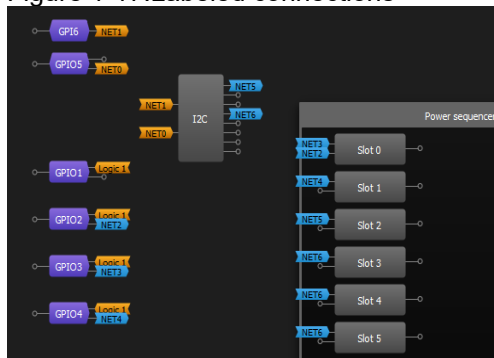 Figure 1-17.Labeled connections
GPI6 NET1
GPIO5 NET0
NET1 I2C NET5
NET6
NET0
GPIO1 Logic 1
GPIO2 Logic 1
NET2
GPIO3 Logic 1
NET3
GPIO4 Logic 1
NET4
Power sequencer
NET3
NET2 Slot 0
NET4 Slot 1
NET5 Slot 2
NET6 Slot 3
NET6 Slot 4
NET6 Slot 5